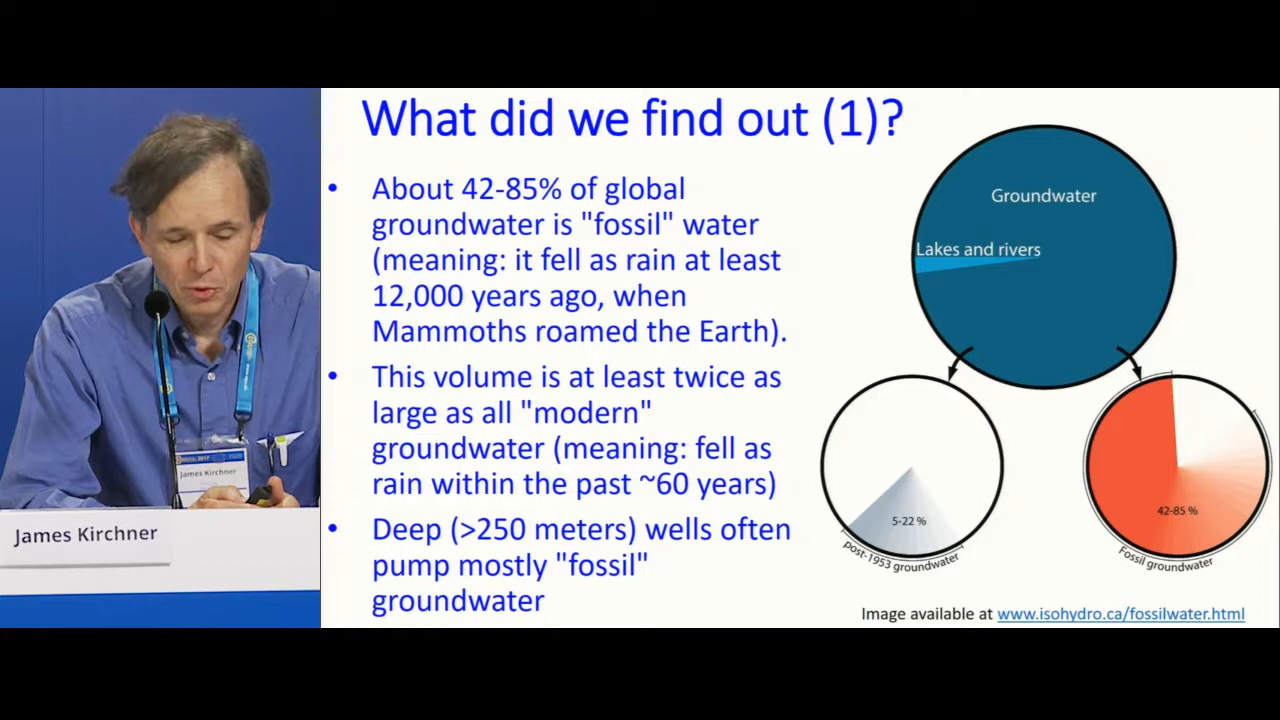 What did we find out (1)?
• About 42-85% of global
groundwater is "fossil" water
(meaning: it fell as rain at least
12,000 years ago, when
Mammoths roamed the Earth).
• This volume is at least twice as
large as all "modern"
groundwater (meaning: fell as
rain within the past ~60 years)
• Deep (>250 meters) wells often
pump mostly "fossil"
groundwater
Groundwater
Lakes and rivers
5-22 %
post-1953 groundwater
42-85 %
Fossil groundwater
Image available at www.isohydro.ca/fossilwater.html
James Kirchner
James Kirchner